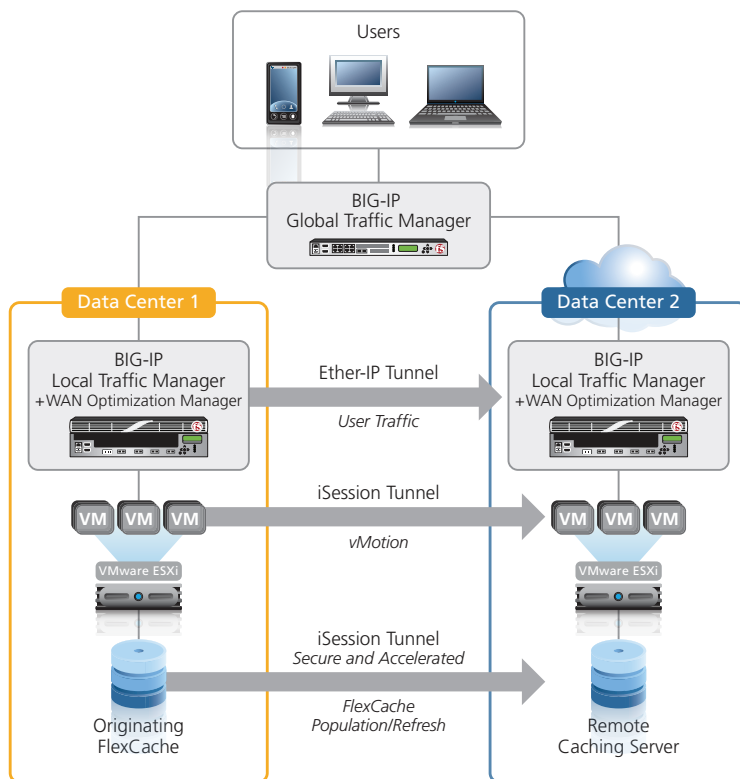 Users
BIG-IP
Global Traffic Manager
Data Center 1
Data Center 2
BIG-IP
Local Traffic Manager
+WAN Optimization Manager
Ether-IP Tunnel
User Traffic
BIG-IP
Local Traffic Manager
+WAN Optimization Manager
VM VM VM
iSession Tunnel
vMotion
VM VM VM
VMware ESXi
VMware ESXi
iSession Tunnel
Secure and Accelerated
FlexCache
Population/Refresh
Originating
FlexCache
Remote
Caching Server